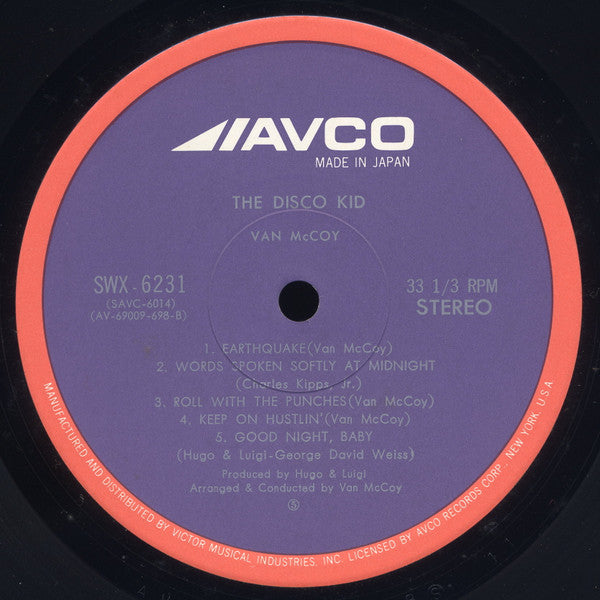 AVCO
MADE IN JAPAN
THE DISCO KID
VAN McCOY
SWX-6231
(SAVC-6014)
(AV-69009-698-B)
33 1/3 RPM
STEREO
1. EARTHQUAKE(Van McCoy)
2. WORDS SPOKEN SOFTLY AT MIDNIGHT
(Charles Kipps, Jr.)
3. ROLL WITH THE PUNCHES(Van McCoy)
4. KEEP ON HUSTLIN'(Van McCoy)
5. GOOD NIGHT, BABY
(Hugo & Luigi-George David Weiss)
Produced by Hugo & Luigi
Arranged & Conducted by Van McCoy
Ⓢ
MANUFACTURED AND DISTRIBUTED BY VICTOR MUSICAL INDUSTRIES, INC. LICENSED BY AVCO RECORDS CORP., NEW YORK, U.S.A.